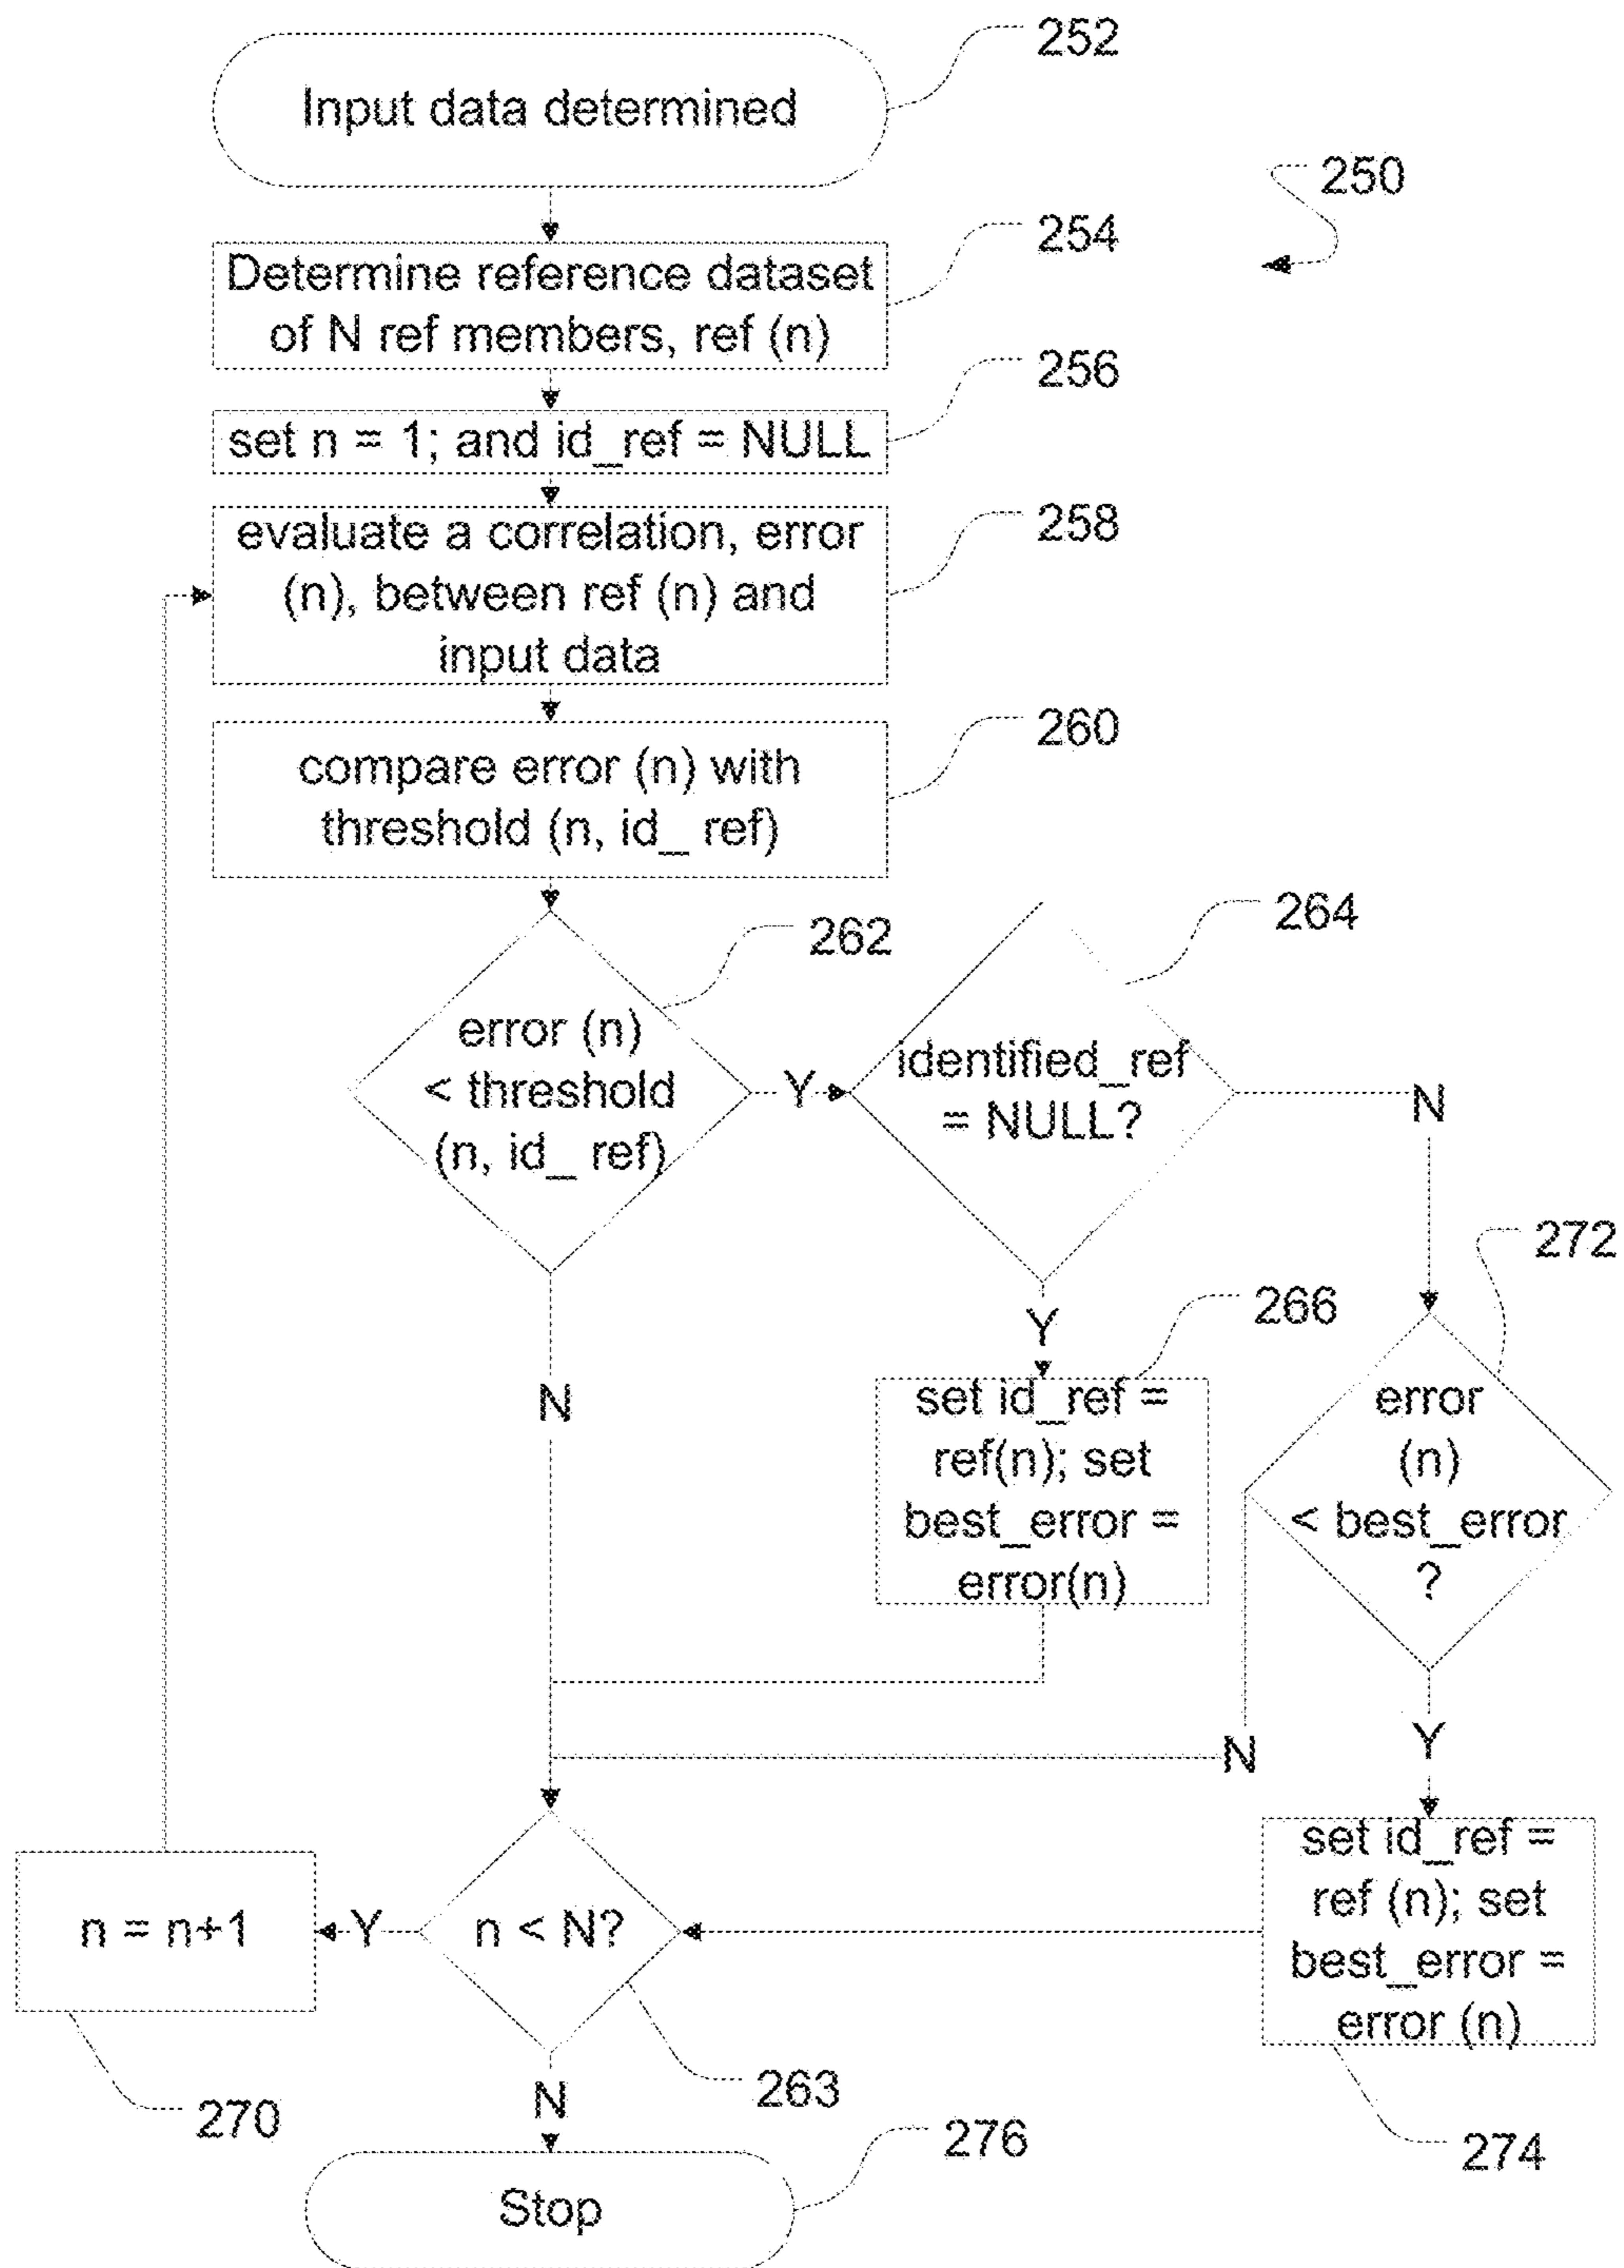 252
Input data determined
250
254
Determine reference dataset
of N ref members, ref (n)
256
set n = 1; and id_ref = NULL
258
evaluate a correlation, error
(n), between ref (n) and
input data
260
compare error (n) with
threshold (n, id_ ref)
262
264
error (n)
< threshold
(n, id_ ref)
Y
identified_ref
= NULL?
N
272
Y
266
N
set id_ref =
ref(n); set
best_error =
error(n)
error
(n)
< best_error
?
N
Y
n = n+1
Y
n < N?
set id_ref =
ref (n); set
best_error =
error (n)
263
270
N
276
274
Stop